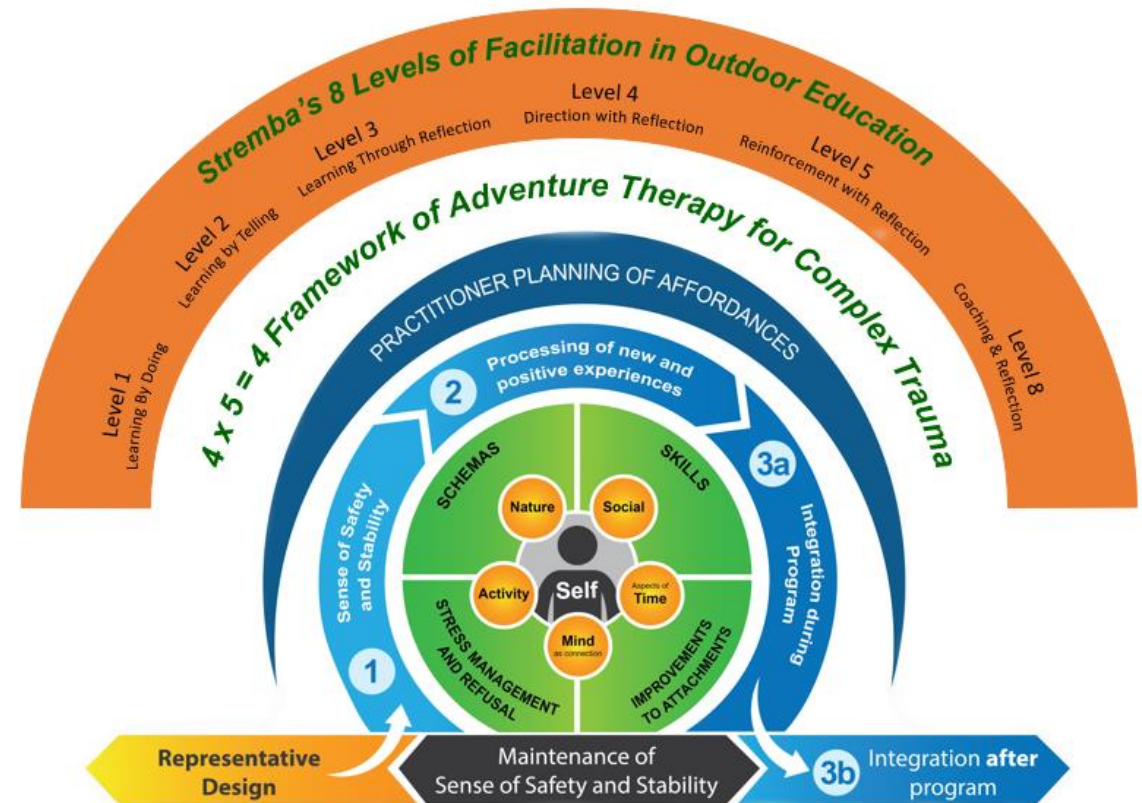 Stremba's 8 Levels of Facilitation in Outdoor Education
Level 1
Learning By Doing
Level 2
Learning by Telling
Level 3
Learning Through Reflection
Level 4
Direction with Reflection
Level 5
Reinforcement with Reflection
Level 8
Coaching & Reflection
4 x 5 = 4 Framework of Adventure Therapy for Complex Trauma
PRACTITIONER PLANNING OF AFFORDANCES
1
Sense of Safety
and Stability
2
Processing of new and
positive experiences
3a
Integration during
Program
SCHEMAS
SKILLS
STRESS MANAGEMENT
AND REFUSAL
IMPROVEMENTS
TO ATTACHMENTS
Nature
Social
Activity
Self
Aspects of
Time
Mind
as connection
Representative
Design
Maintenance of
Sense of Safety and Stability
3b
Integration after
program